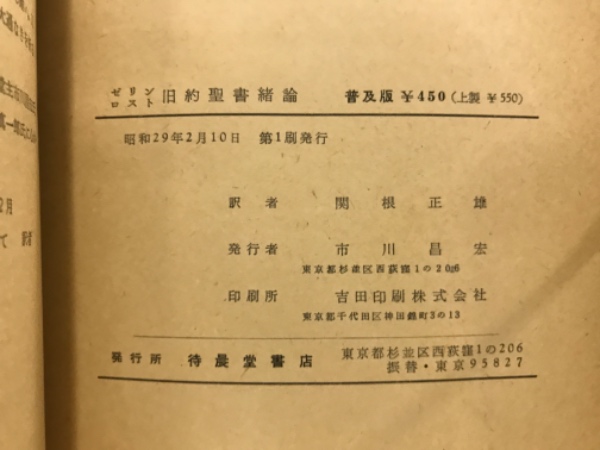 ゼリン
ロスト 旧約聖書緒論 普及版 ¥450 (上製 ¥550)
昭和29年2月10日 第1刷発行
訳者 関根正雄
発行者 市川昌宏
東京都杉並区西荻窪1の206
印刷所 吉田印刷株式会社
東京都千代田区神田錦町3の13
発行所 待晨堂書店 東京都杉並区西荻窪1の206
振替・東京95827
2月
て 訳者